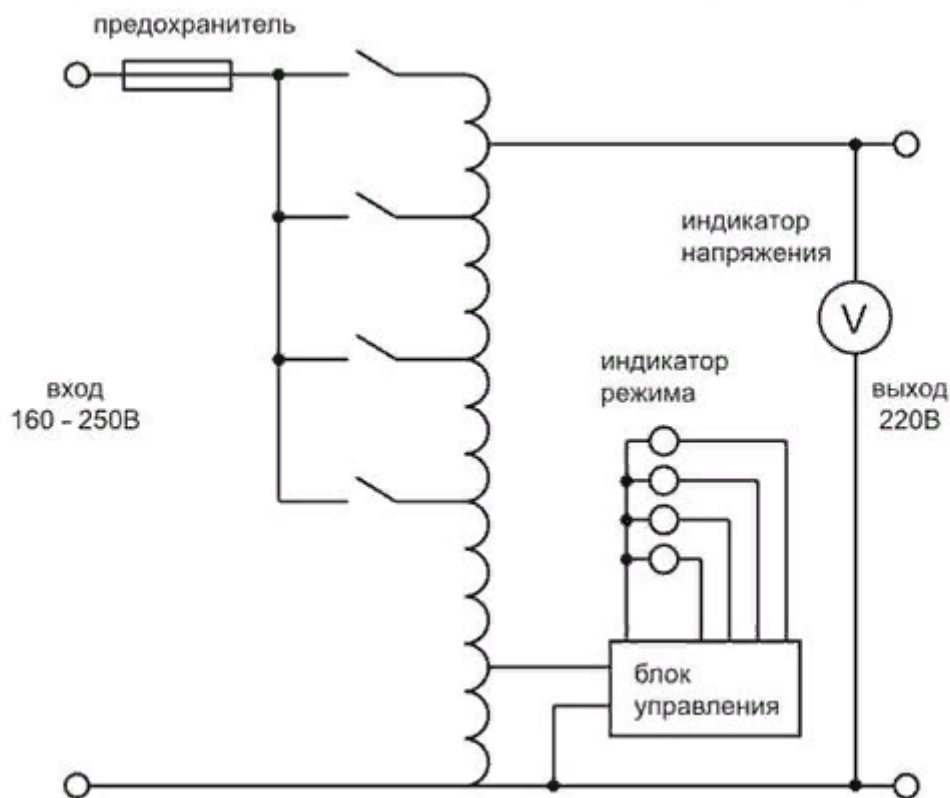 предохранитель
индикатор
напряжения
V
индикатор
режима
вход
160 - 250В
выход
220В
блок
управления